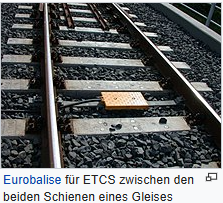 Eurobalise für ETCS zwischen den
beiden Schienen eines Gleises